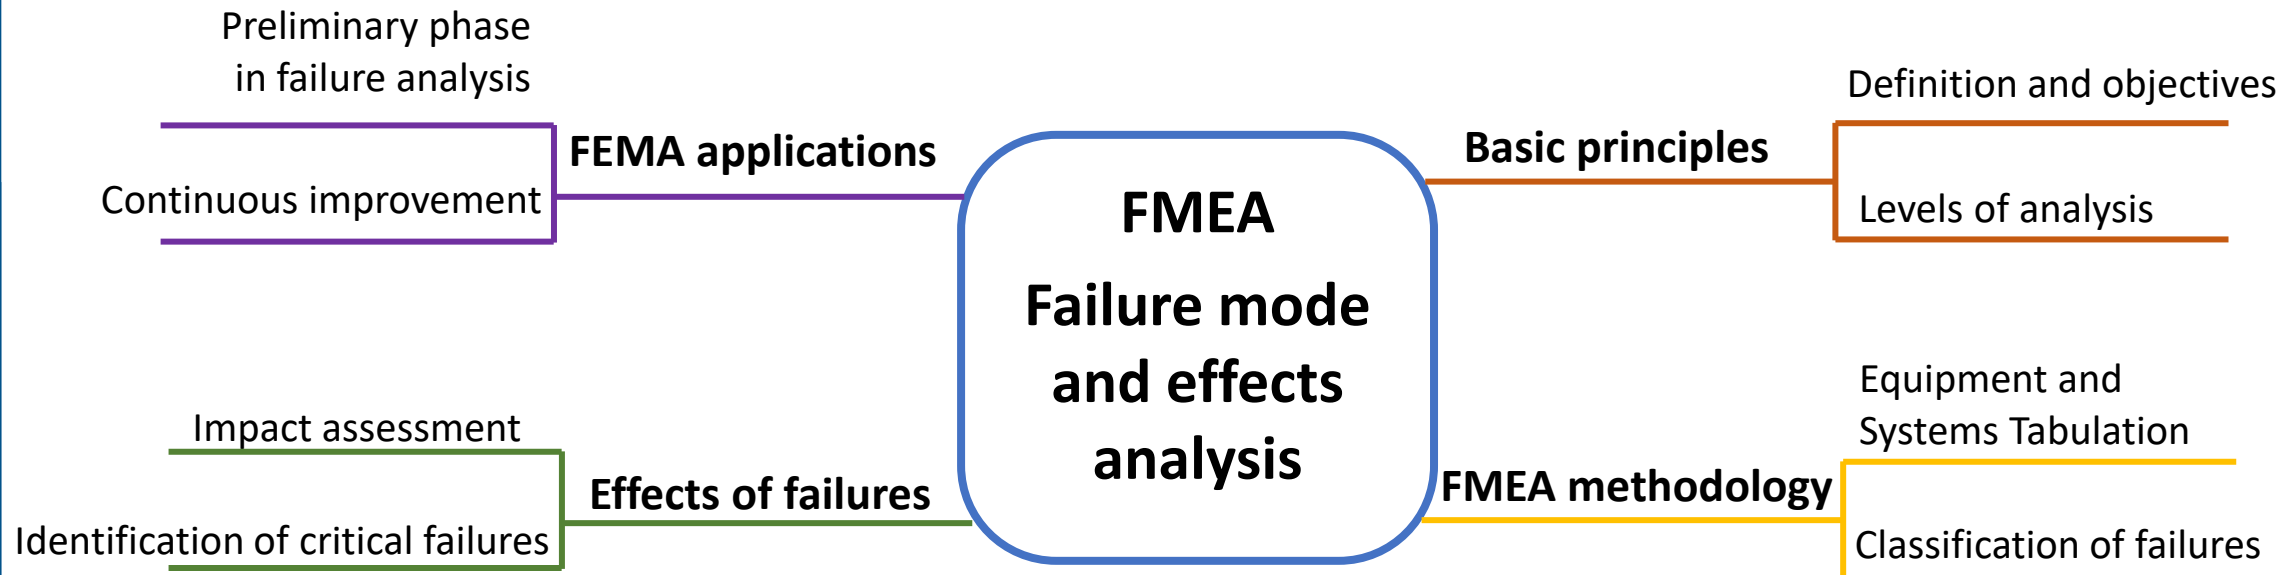 Preliminary phase
in failure analysis
FEMA applications
Continuous improvement
Impact assessment
Effects of failures
Identification of critical failures
FMEA
Failure mode
and effects
analysis
Definition and objectives
Basic principles
Levels of analysis
Equipment and
Systems Tabulation
FMEA methodology
Classification of failures